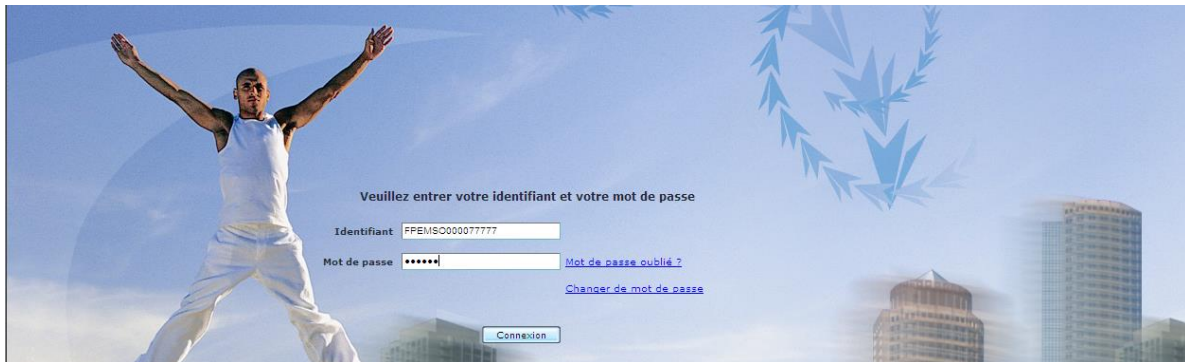 Veuillez entrer votre identifiant et votre mot de passe
Identifiant FPEMSO000077777
Mot de passe •••••• Mot de passe oublié ?
Changer de mot de passe
Connexion